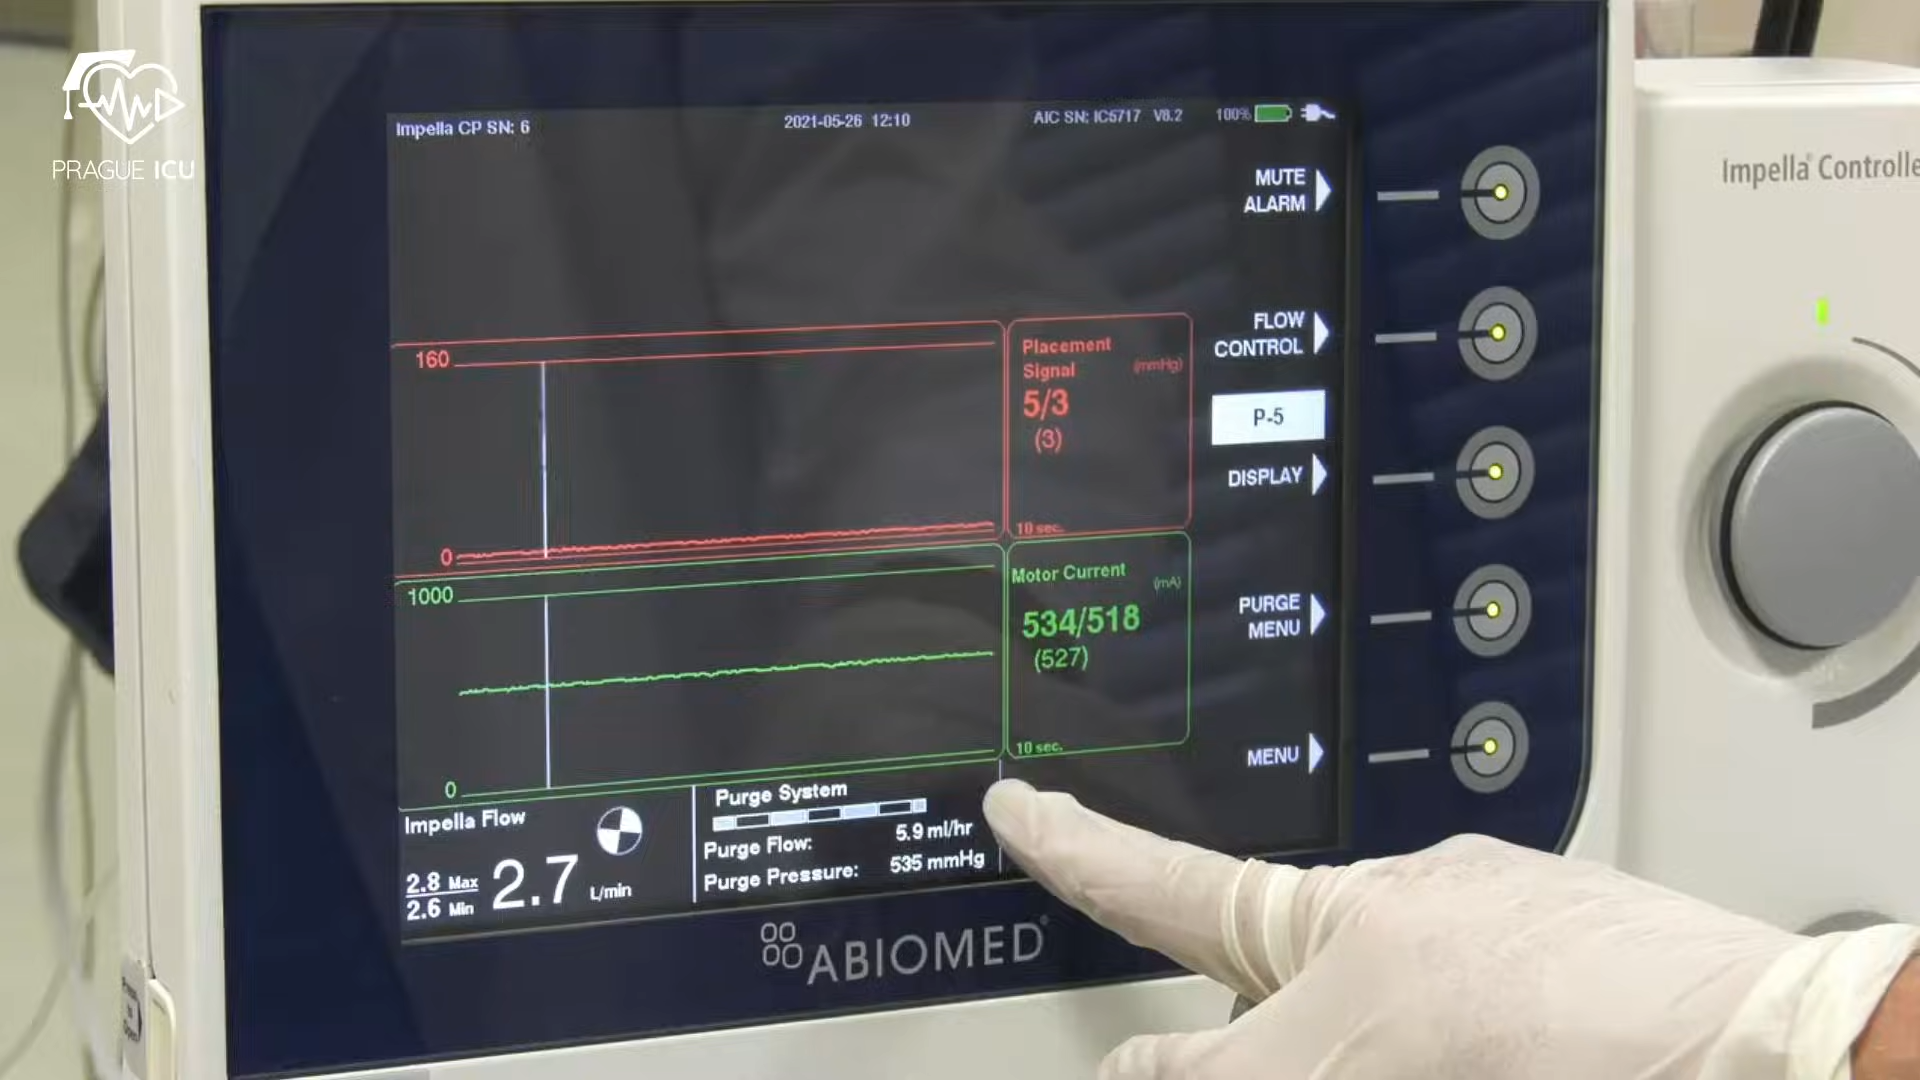 PRAGUE ICU
Impella CP SN: 6
2021-05-26 12:10
AIC SN: IC5717 V8.2
100%
MUTE
ALARM
FLOW
CONTROL
P-5
DISPLAY
PURGE
MENU
MENU
160
0
Placement
Signal (mmHg)
5/3
(3)
10 sec.
1000
0
Motor Current
(mA)
534/518
(527)
10 sec.
Impella Flow
2.8 Max
2.6 Min
2.7 L/min
Purge System
Purge Flow: 5.9 ml/hr
Purge Pressure: 535 mmHg
ABIOMED®
Impella® Controlle